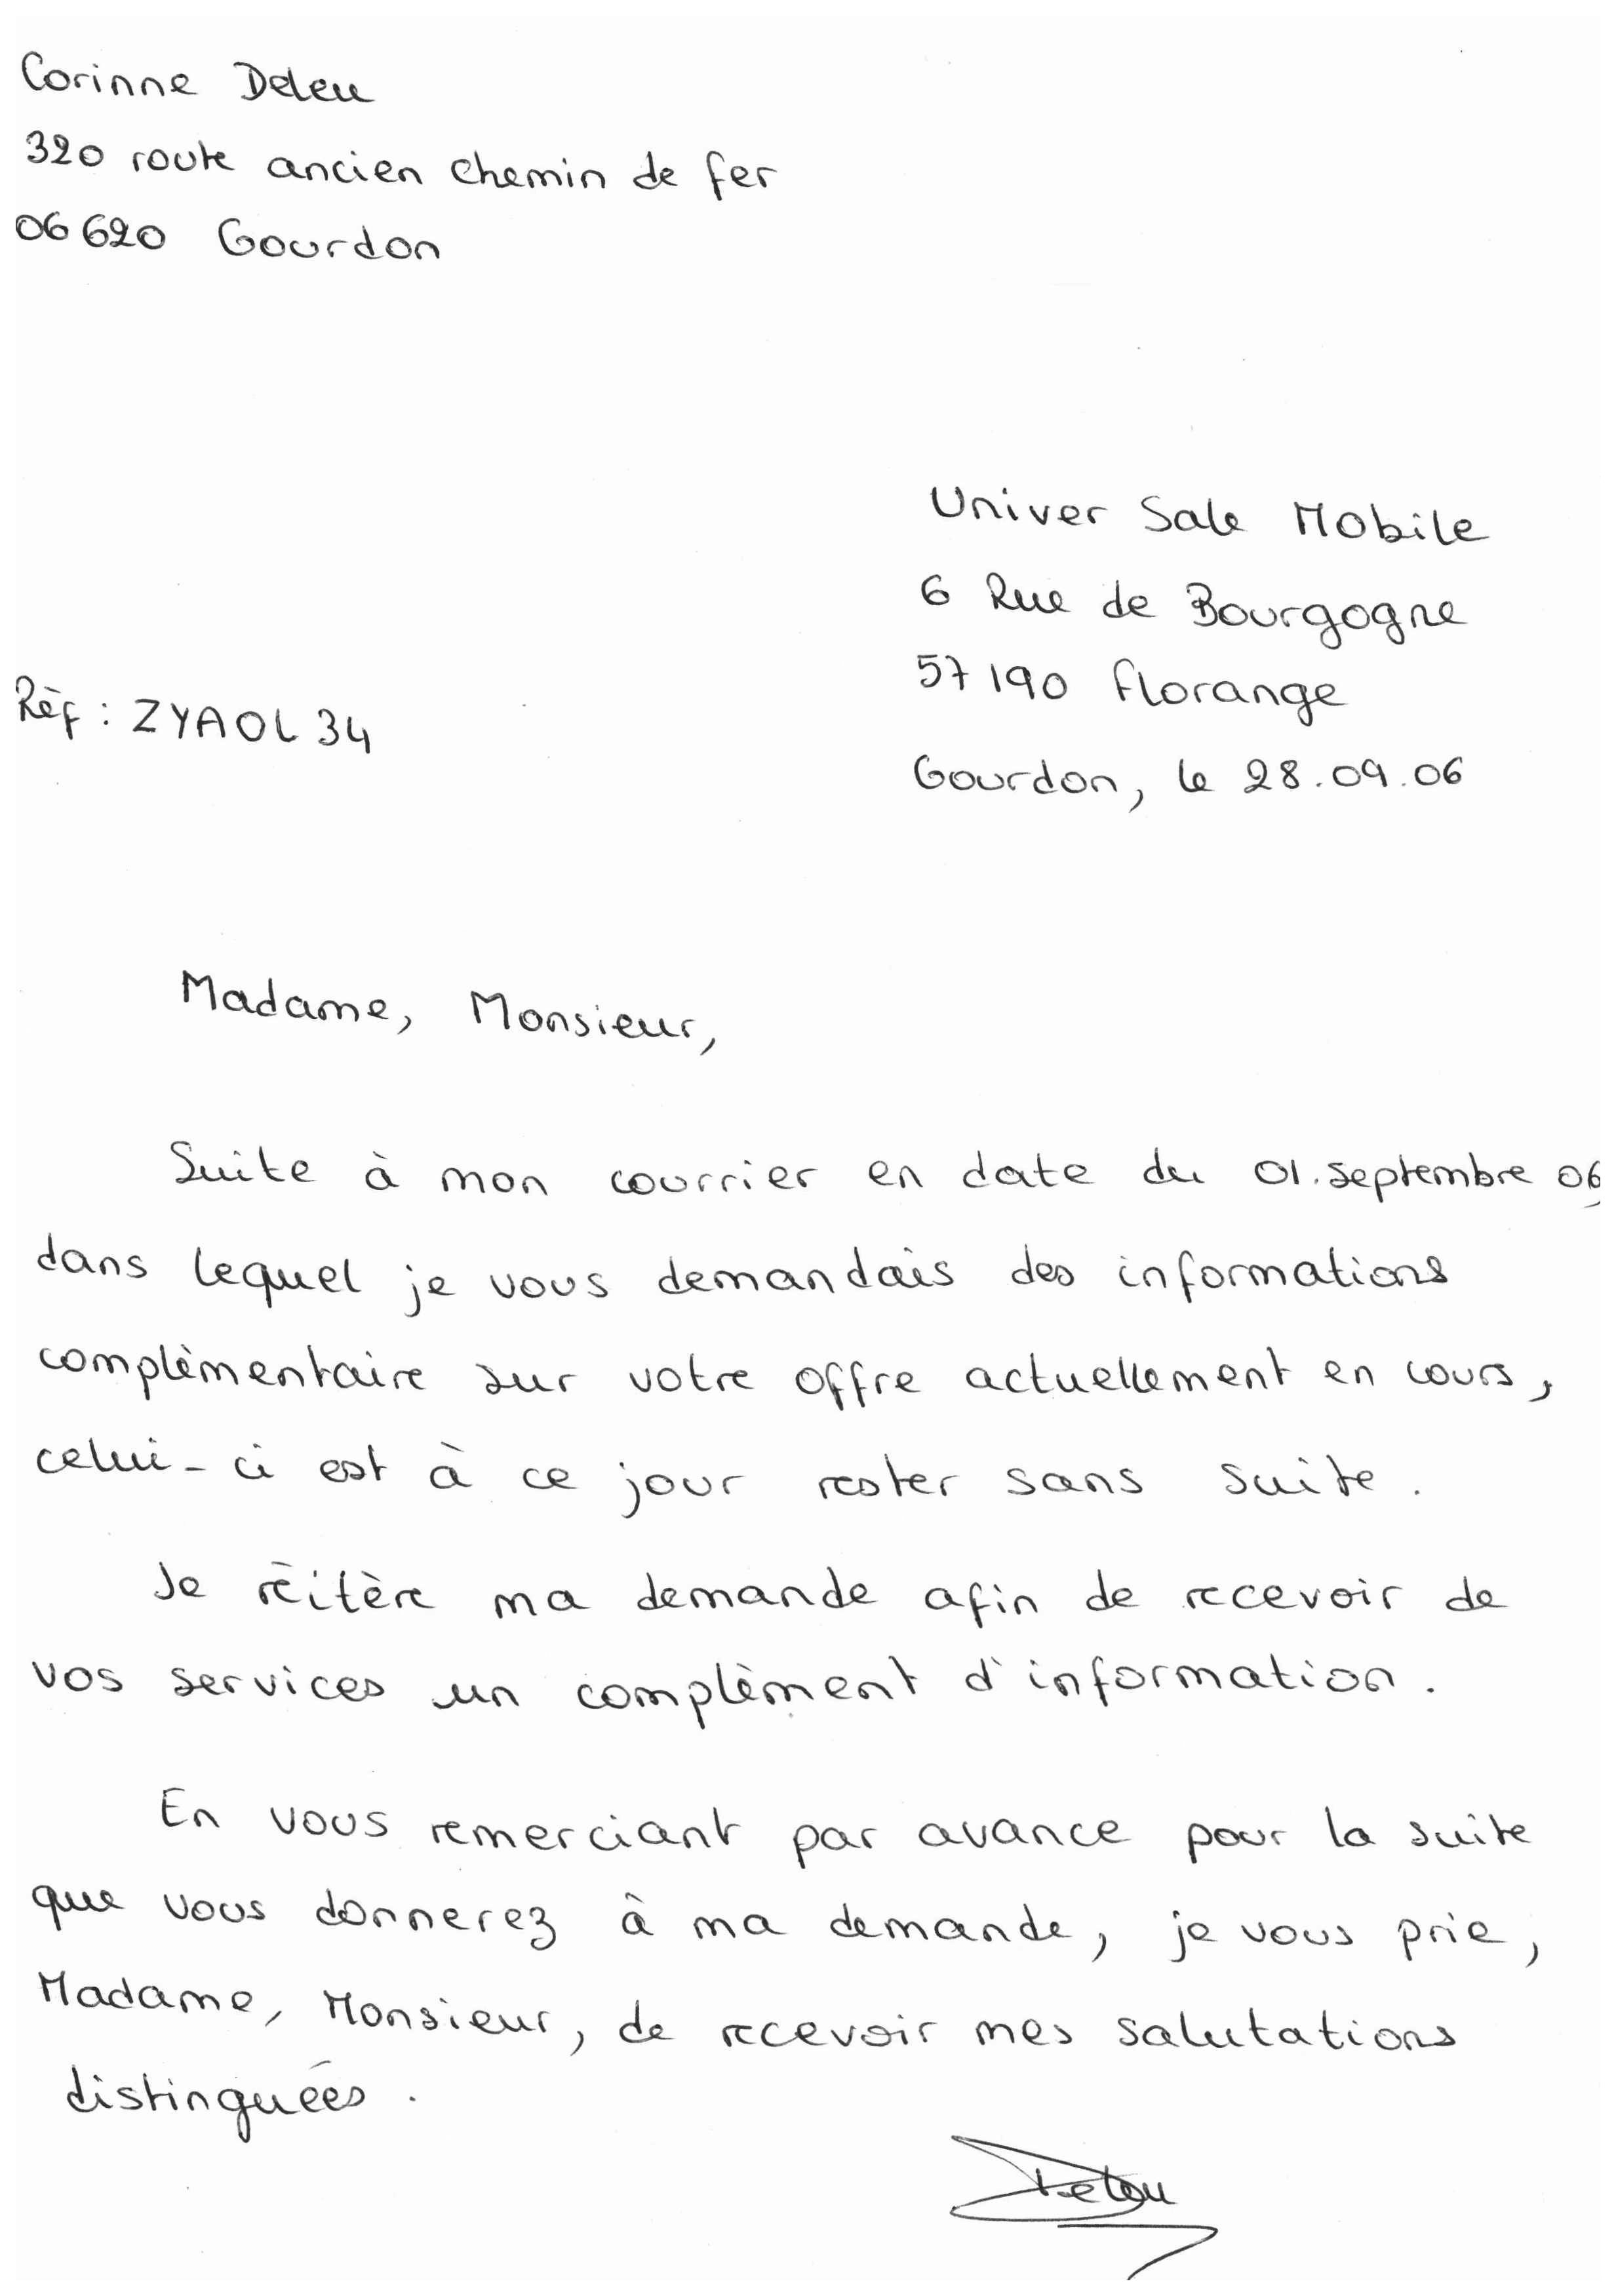 Corinne Deleu
320 route ancien chemin de fer
06620 Gourdon
Univer Sale Mobile
6 Rue de Bourgogne
57190 Florange
Réf : ZYAOL34
Gourdon, le 28.09.06
Madame, Monsieur,
Suite à mon courrier en date du 01.septembre 06
dans lequel je vous demandais des informations
complémentaire sur votre offre actuellement en cours,
celui-ci est à ce jour rester sans suite.
Je réitère ma demande afin de recevoir de
vos services un complément d'information.
En vous remerciant par avance pour la suite
que vous donnerez à ma demande, je vous prie,
Madame, Monsieur, de recevoir mes salutations
distinguées.
Deleu